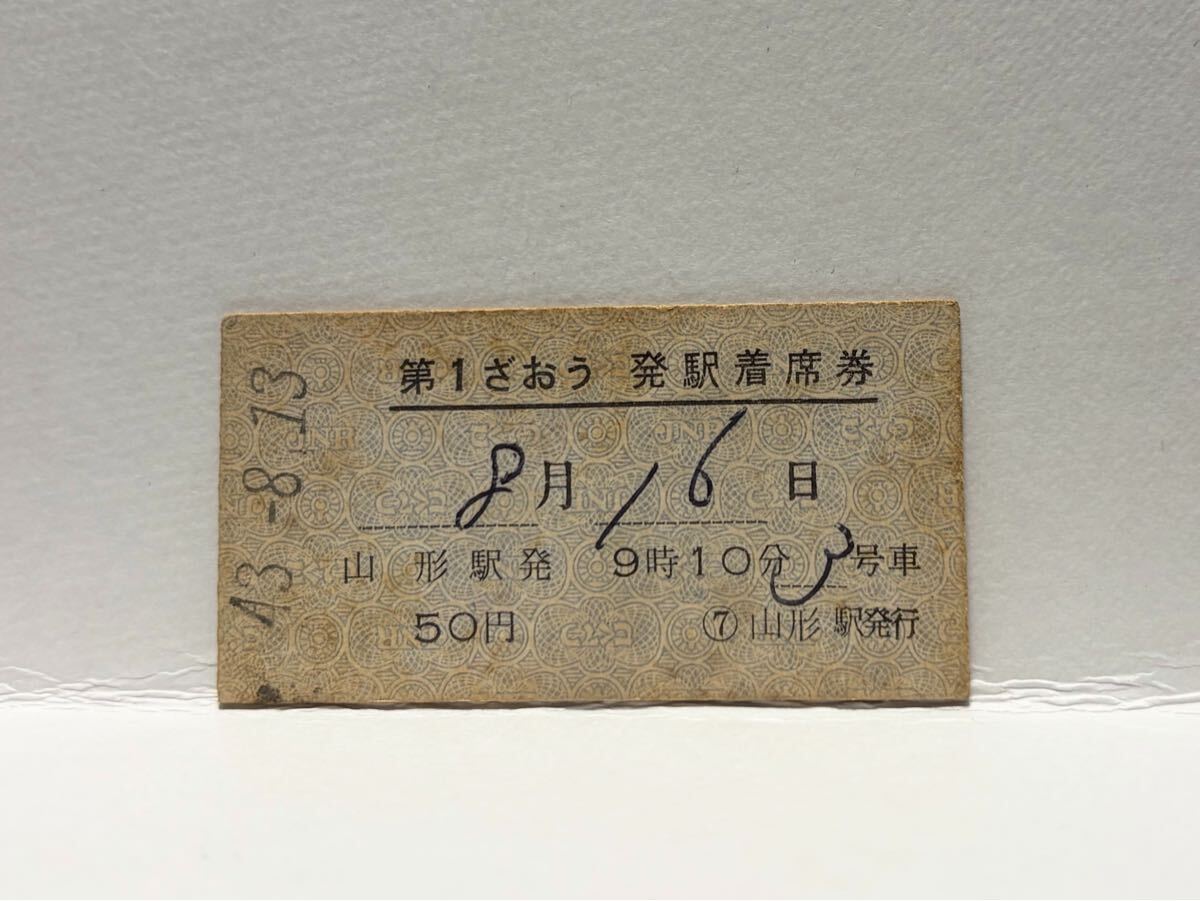 第1ざおう 発駅着席券
8月16日
山形駅発 9時10分 3号車
50円 ⑦山形駅発行
43.-8.13